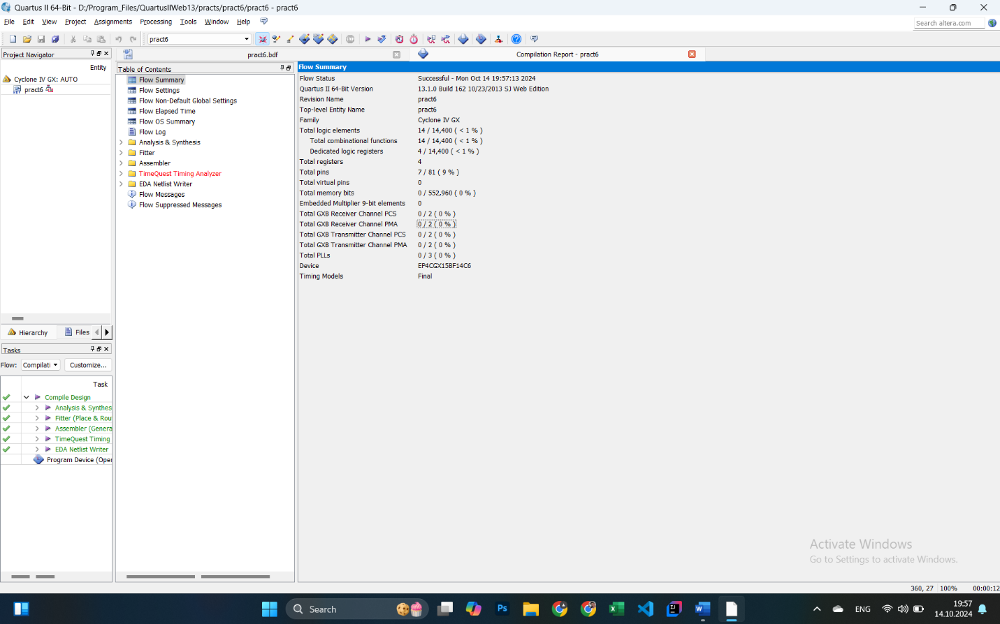 Quartus II 64-Bit - D:/Program_Files/QuartusIIWeb13/practs/pract6/pract6 - pract6
File Edit View Project Assignments Processing Tools Window Help
Search altera.com
pract6
Project Navigator
Entity
Cyclone IV GX: AUTO
pract6
Hierarchy Files
Tasks
Flow: Compilati Customize...
Task
Compile Design
Analysis & Synthes
Fitter (Place & Rou
Assembler (Genera
TimeQuest Timing
EDA Netlist Writer
Program Device (Oper
pract6.bdf
Compilation Report - pract6
Table of Contents
Flow Summary
Flow Settings
Flow Non-Default Global Settings
Flow Elapsed Time
Flow OS Summary
Flow Log
Analysis & Synthesis
Fitter
Assembler
TimeQuest Timing Analyzer
EDA Netlist Writer
Flow Messages
Flow Suppressed Messages
Flow Summary
Flow Status Successful - Mon Oct 14 19:57:13 2024
Quartus II 64-Bit Version 13.1.0 Build 162 10/23/2013 SJ Web Edition
Revision Name pract6
Top-level Entity Name pract6
Family Cyclone IV GX
Total logic elements 14 / 14,400 ( < 1 % )
Total combinational functions 14 / 14,400 ( < 1 % )
Dedicated logic registers 4 / 14,400 ( < 1 % )
Total registers 4
Total pins 7 / 81 ( 9 % )
Total virtual pins 0
Total memory bits 0 / 552,960 ( 0 % )
Embedded Multiplier 9-bit elements 0
Total GXB Receiver Channel PCS 0 / 2 ( 0 % )
Total GXB Receiver Channel PMA 0 / 2 ( 0 % )
Total GXB Transmitter Channel PCS 0 / 2 ( 0 % )
Total GXB Transmitter Channel PMA 0 / 2 ( 0 % )
Total PLLs 0 / 3 ( 0 % )
Device EP4CGX15BF14C6
Timing Models Final
Activate Windows
Go to Settings to activate Windows.
360, 27 100% 00:00:12
Search
Ps
ENG
19:57
14.10.2024